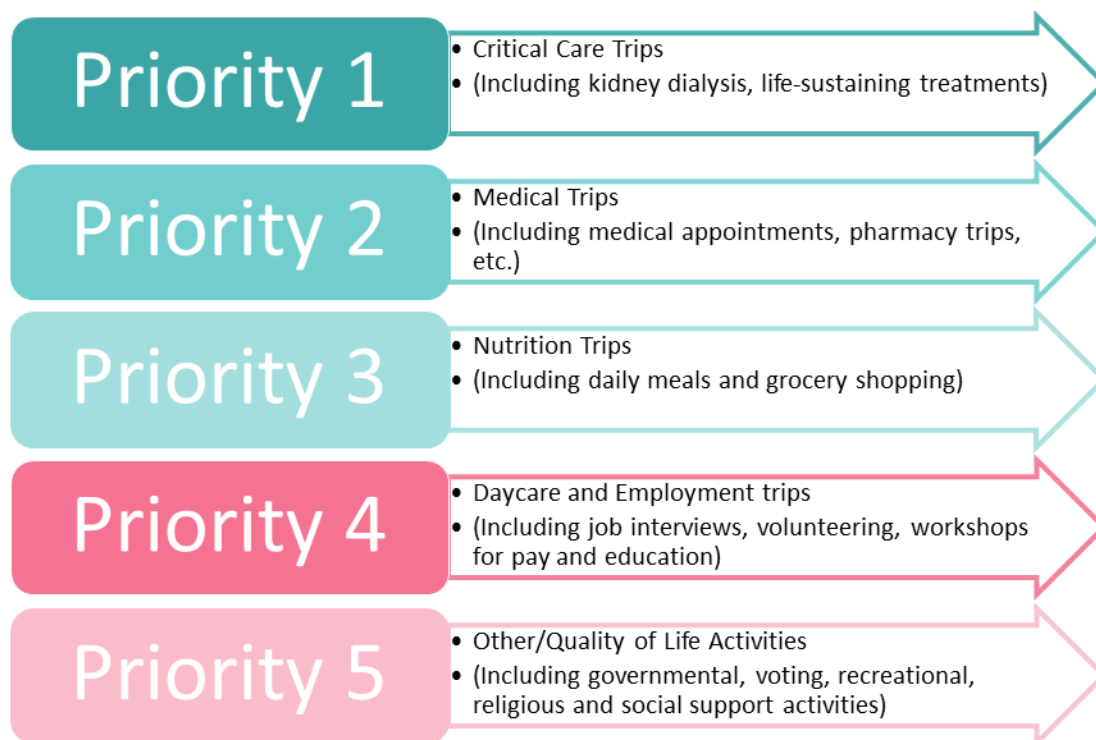 Priority 1
• Critical Care Trips
• (Including kidney dialysis, life-sustaining treatments)
Priority 2
• Medical Trips
• (Including medical appointments, pharmacy trips,
etc.)
Priority 3
• Nutrition Trips
• (Including daily meals and grocery shopping)
Priority 4
• Daycare and Employment trips
• (Including job interviews, volunteering, workshops
for pay and education)
Priority 5
• Other/Quality of Life Activities
• (Including governmental, voting, recreational,
religious and social support activities)